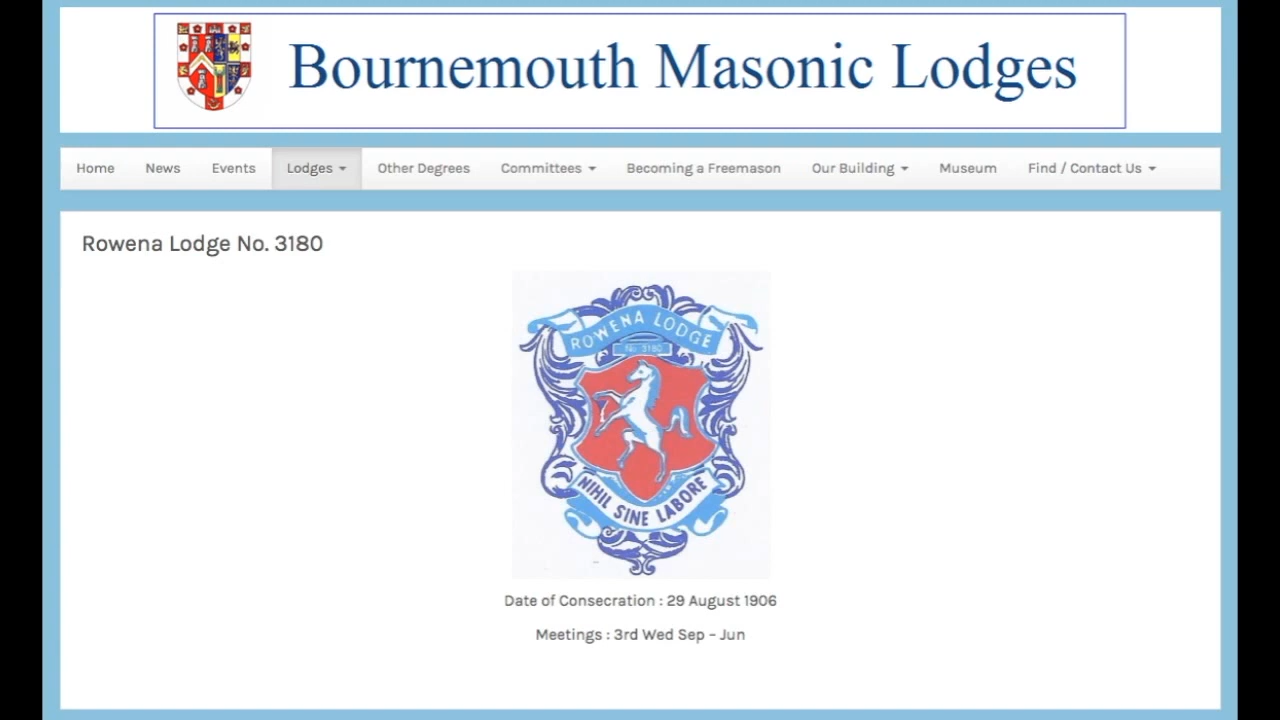 Bournemouth Masonic Lodges
Home News Events Lodges Other Degrees Committees Becoming a Freemason Our Building Museum Find / Contact Us
Rowena Lodge No. 3180
ROWENA LODGE
No. 3180
NIHIL SINE LABORE
Date of Consecration : 29 August 1906
Meetings : 3rd Wed Sep – Jun